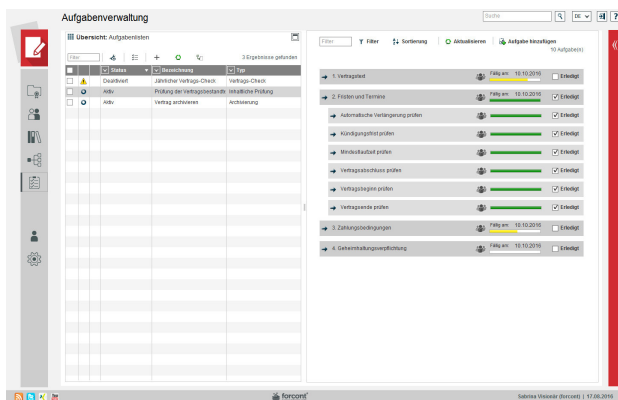 Aufgabenverwaltung
Suche
DE
?
Übersicht: Aufgabenlisten
Filter
3 Ergebnisse gefunden
Status Bezeichnung Typ
Deaktiviert Jährlicher Vertrags-Check Vertrags-Check
Aktiv Prüfung der Vertragsbestandte Inhaltliche Prüfung
Aktiv Vertrag archivieren Archivierung
Filter Filter Sortierung Aktualisieren Aufgabe hinzufügen
10 Aufgabe(n)
1. Vertragstext Fällig am 10.10.2016 Erledigt
2. Fristen und Termine Fällig am 10.10.2016 Erledigt
Automatische Verlängerung prüfen Erledigt
Kündigungsfrist prüfen Erledigt
Mindestlaufzeit prüfen Erledigt
Vertragsabschluss prüfen Erledigt
Vertragsbeginn prüfen Erledigt
Vertragsende prüfen Erledigt
3. Zahlungsbedingungen Fällig am 10.10.2016 Erledigt
4. Geheimhaltungsverpflichtung Fällig am 10.10.2016 Erledigt
forcont
Sabrina Visionär (forcont) | 17.08.2016